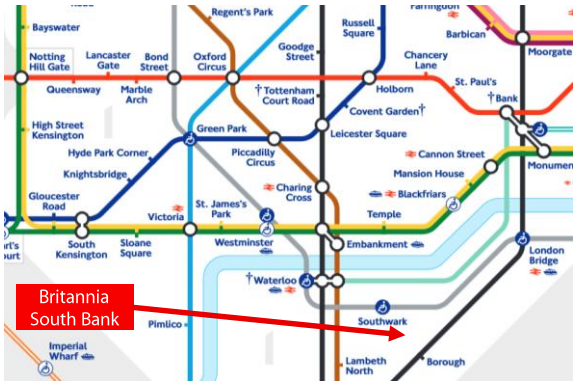 Regent's Park
Farringdon
Bayswater
Russell
Square
Barbican
Goodge
Street
Moorgate
Notting
Hill Gate
Lancaster
Gate
Bond
Street
Oxford
Circus
Chancery
Lane
Queensway
Marble
Arch
†Tottenham
Court Road
Holborn
St. Paul's
†Bank
Covent Garden†
High Street
Kensington
Green Park
Leicester Square
Hyde Park Corner
Piccadilly
Circus
Cannon Street
Monumen
Knightsbridge
Mansion House
Charing
Cross
Blackfriars
Gloucester
Road
Victoria
St. James's
Park
Temple
rl's
ourt
South
Kensington
Sloane
Square
Westminster
Embankment
London
Bridge
†Waterloo
Britannia
South Bank
Pimlico
Southwark
Imperial
Wharf
Lambeth
North
Borough